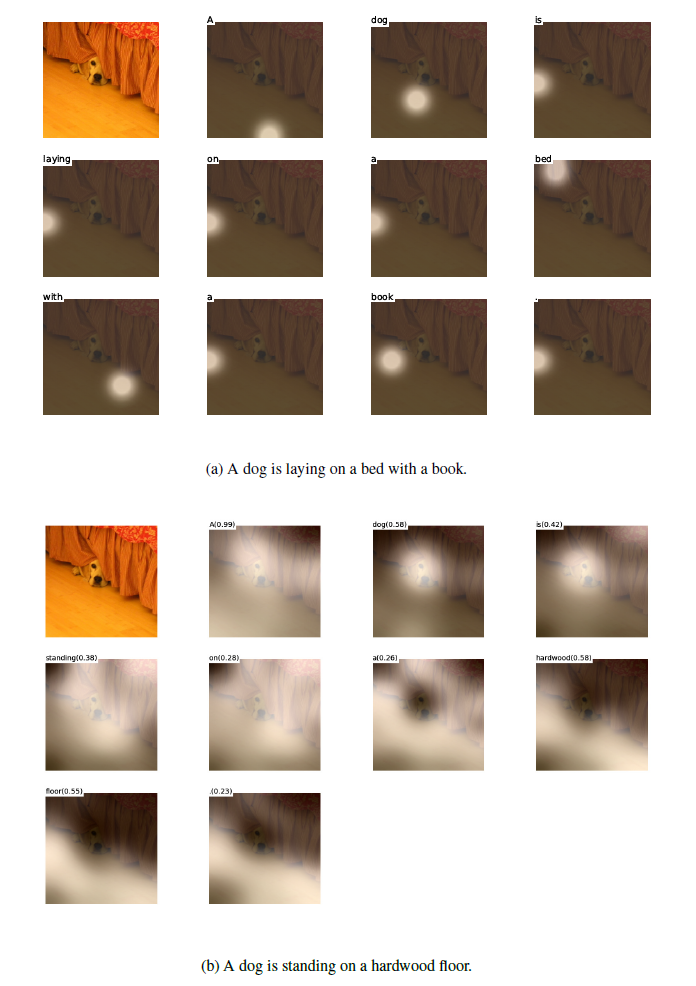 A
dog
is
laying
on
a
bed
with
a
book
.
(a) A dog is laying on a bed with a book.
A(0.99)
dog(0.58)
is(0.42)
standing(0.38)
on(0.28)
a(0.26)
hardwood(0.58)
floor(0.55)
.(0.23)
(b) A dog is standing on a hardwood floor.